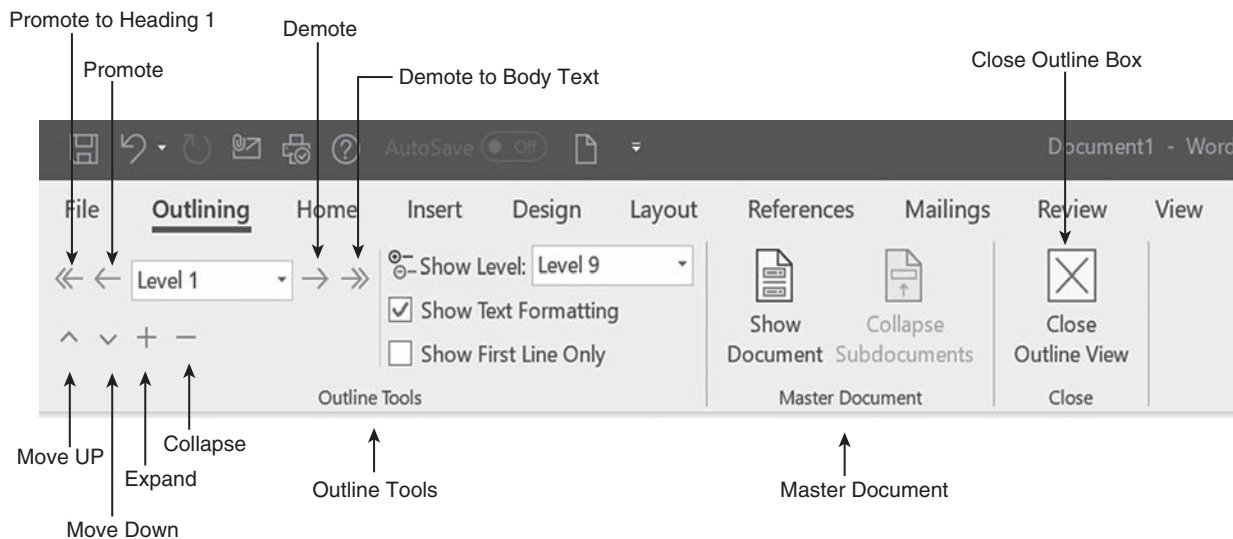 Promote to Heading 1
Demote
Promote
Demote to Body Text
Close Outline Box
AutoSave Off
Document1 - Word
File Outlining Home Insert Design Layout References Mailings Review View
Level 1
Show Level: Level 9
Show Text Formatting
Show First Line Only
Show
Document
Collapse
Subdocuments
Close
Outline View
Outline Tools
Master Document
Close
Move UP
Collapse
Expand
Move Down
Outline Tools
Master Document